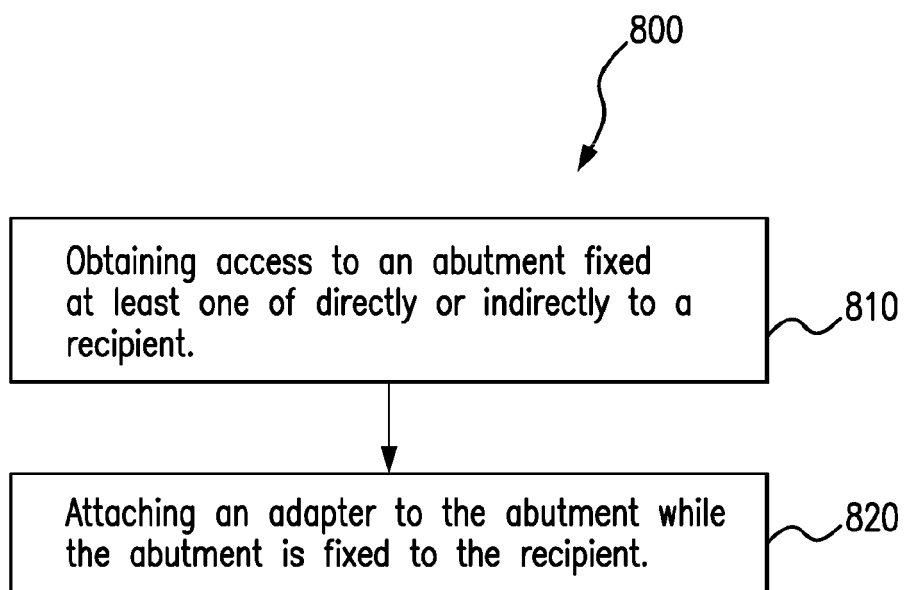 800
Obtaining access to an abutment fixed
at least one of directly or indirectly to a
recipient.
810
Attaching an adapter to the abutment while
the abutment is fixed to the recipient.
820